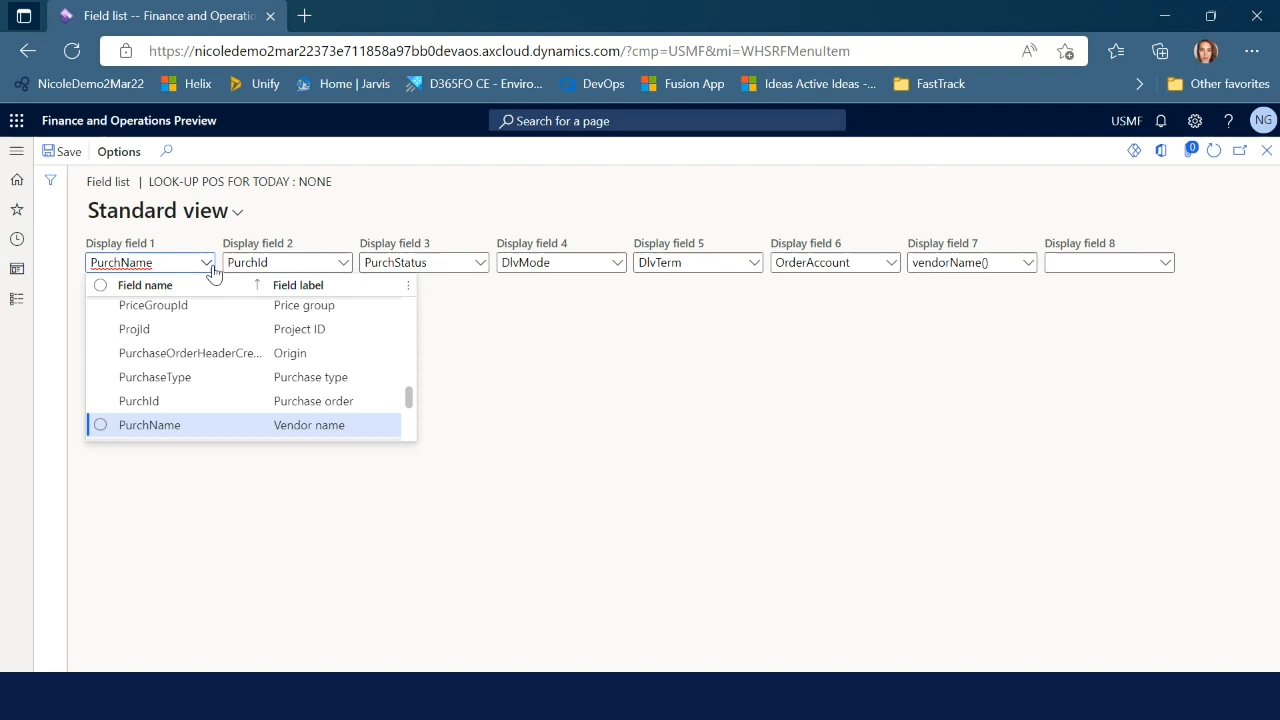 Field list -- Finance and Operatio
https://nicoledemo2mar22373e711858a97bb0devaos.axcloud.dynamics.com/?cmp=USMF&mi=WHSRFMenuItem
NicoleDemo2Mar22 Helix Unify Home | Jarvis D365FO CE - Enviro... DevOps Fusion App Ideas Active Ideas -... FastTrack Other favorites
Finance and Operations Preview Search for a page USMF ? NG
Save Options 0
Field list | LOOK-UP POS FOR TODAY : NONE
Standard view
Display field 1 Display field 2 Display field 3 Display field 4 Display field 5 Display field 6 Display field 7 Display field 8
PurchName PurchId PurchStatus DlvMode DlvTerm OrderAccount vendorName()
Field name Field label
PriceGroupId Price group
ProjId Project ID
PurchaseOrderHeaderCre... Origin
PurchaseType Purchase type
PurchId Purchase order
PurchName Vendor name